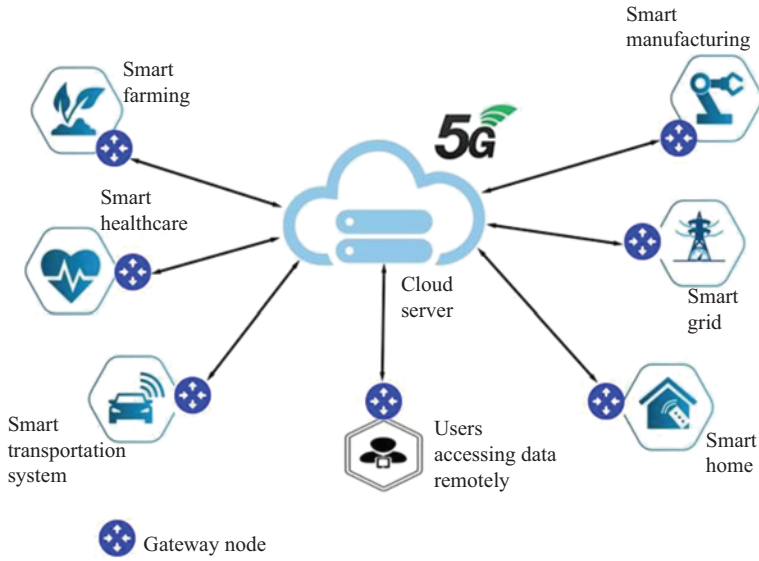 Smart
manufacturing
Smart
farming
5G
Smart
healthcare
Cloud
server
Smart
grid
Smart
transportation
system
Users
accessing data
remotely
Smart
home
Gateway node